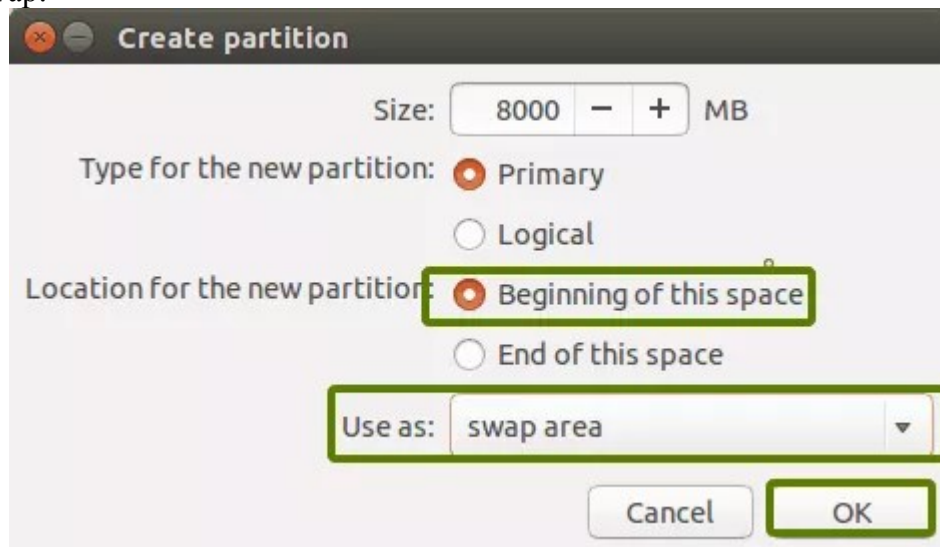 Create partition
Size: 8000 − + MB
Type for the new partition: Primary
Logical
Location for the new partition: Beginning of this space
End of this space
Use as: swap area
Cancel OK